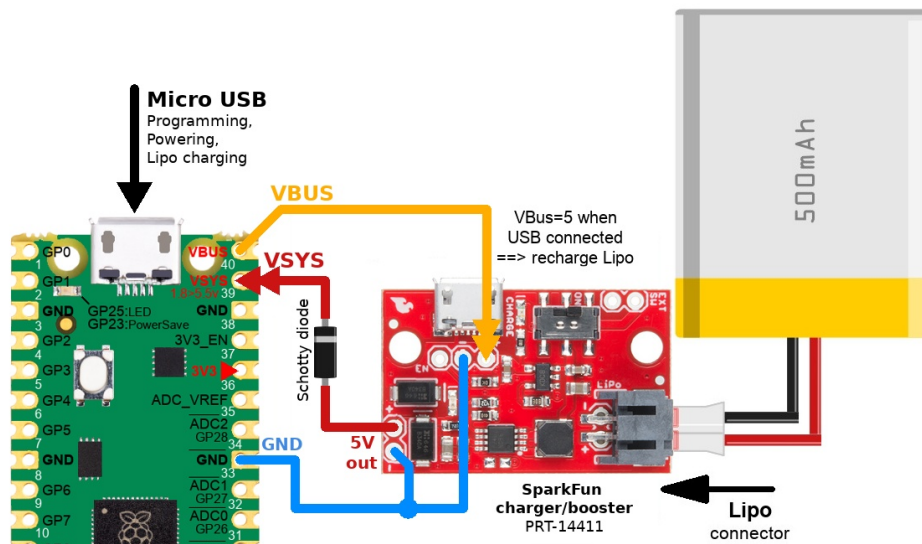 Micro USB
Programming,
Powering,
Lipo charging
VBUS
VSYS
VBus=5 when
USB connected
==> recharge Lipo
500mAh
GP0
1
GP1
2
GND
3
GP2
4
GP3
5
GP4
6
GP5
7
GND
8
GP6
9
GP7
10
GP25:LED
GP23:PowerSave
VBUS
40
VSYS
1.8->5.5V
39
GND
38
3V3_EN
37
3V3
36
ADC_VREF
35
ADC2
GP28
34
GND
33
ADC1
GP27
32
ADC0
GP26
31
Schotty diode
GND
5V
out
CHARGE
ON
EXT
EN
LiPo
+
-
SparkFun
charger/booster
PRT-14411
Lipo
connector